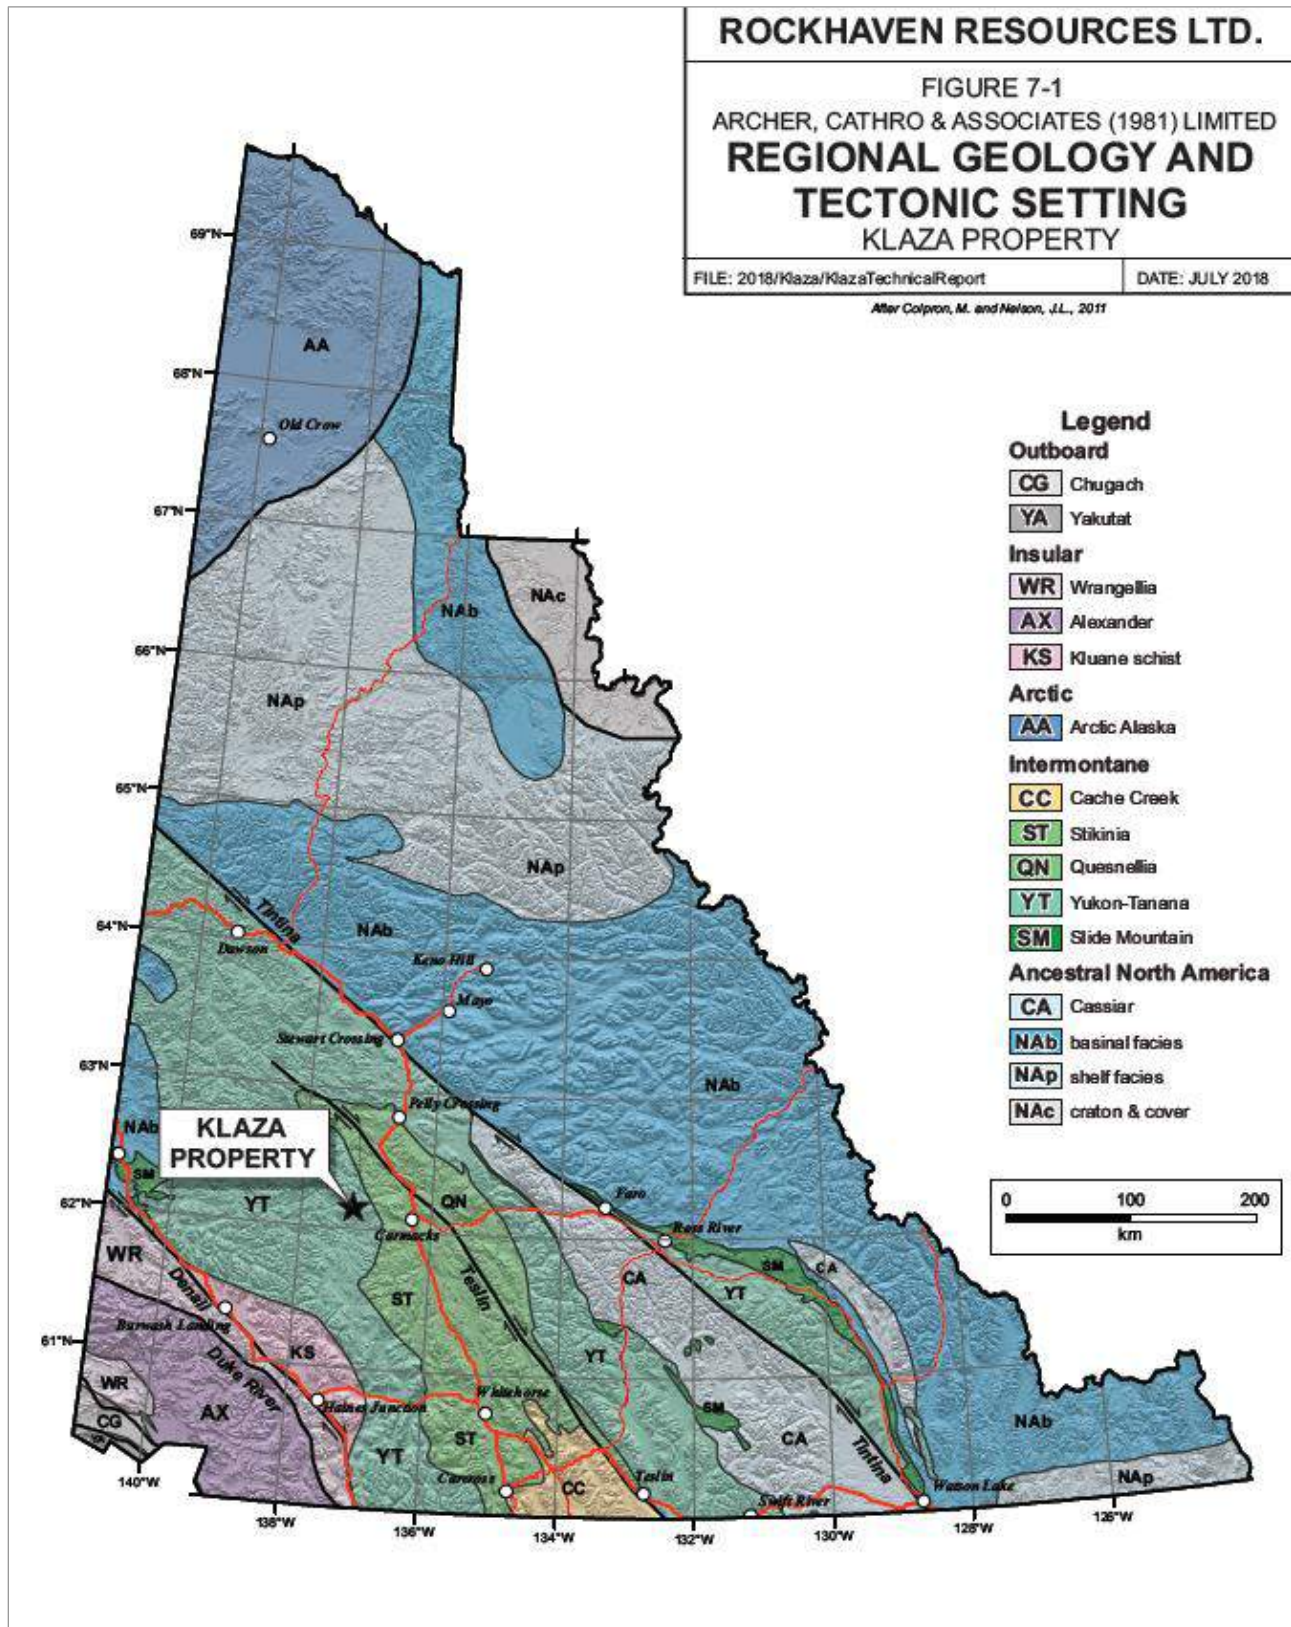 ROCKHAVEN RESOURCES LTD.
FIGURE 7-1
ARCHER, CATHRO & ASSOCIATES (1981) LIMITED
REGIONAL GEOLOGY AND
TECTONIC SETTING
KLAZA PROPERTY
FILE: 2018/Klaza/KlazaTechnicalReport
DATE: JULY 2018
After Colpron, M. and Nelson, J.L., 2011
69°N
AA
68°N
Old Crow
67°N
NAc
NAb
66°N
NAp
65°N
NAp
64°N
Tintina
NAb
Dawson
Keno Hill
Mayo
Stewart Crossing
63°N
NAb
Pelly Crossing
NAb
KLAZA
PROPERTY
SM
62°N
YT
QN
Faro
Carmacks
Ross River
WR
Denali
Teslin
CA
SM
CA
YT
ST
Burwash Landing
61°N
KS
YT
Duke River
WR
Whitehorse
Haines Junction
SM
AX
CG
YA
NAb
ST
CA
YT
Tintina
Carcross
CC
Teslin
Swift River
Watson Lake
NAp
140°W
138°W
136°W
134°W
132°W
130°W
128°W
126°W
Legend
Outboard
CG Chugach
YA Yakutat
Insular
WR Wrangellia
AX Alexander
KS Kluane schist
Arctic
AA Arctic Alaska
Intermontane
CC Cache Creek
ST Stikinia
QN Quesnellia
YT Yukon-Tanana
SM Slide Mountain
Ancestral North America
CA Cassiar
NAb basinal facies
NAp shelf facies
NAc craton & cover
0 100 200
km